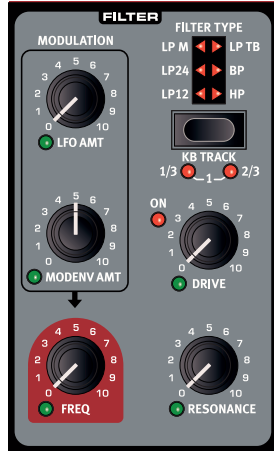 FILTER
MODULATION
FILTER TYPE
LP M LP TB
LP24 BP
LP12 HP
0 1 2 3 4 5 6 7 8 9 10
LFO AMT
KB TRACK
1/3 1 2/3
0 1 2 3 4 5 6 7 8 9 10
MODENV AMT
ON
0 1 2 3 4 5 6 7 8 9 10
DRIVE
0 1 2 3 4 5 6 7 8 9 10
FREQ
0 1 2 3 4 5 6 7 8 9 10
RESONANCE